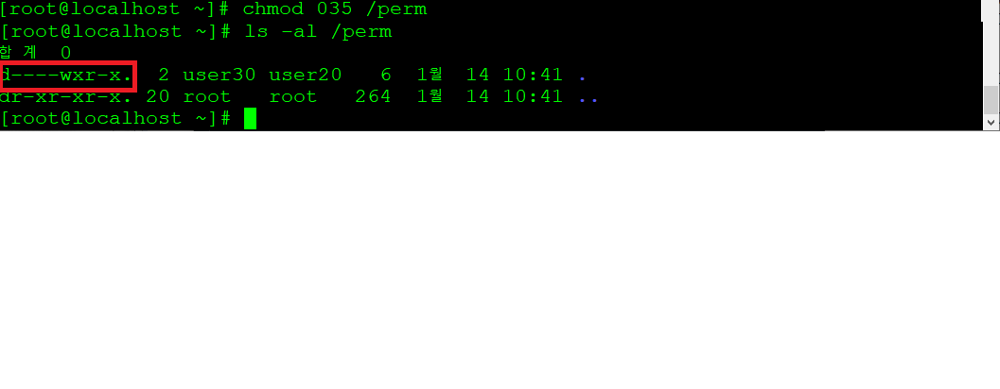 [root@localhost ~]# chmod 035 /perm
[root@localhost ~]# ls -al /perm
합계 0
d----wxr-x. 2 user30 user20 6 1월 14 10:41 .
dr-xr-xr-x. 20 root root 264 1월 14 10:41 ..
[root@localhost ~]#